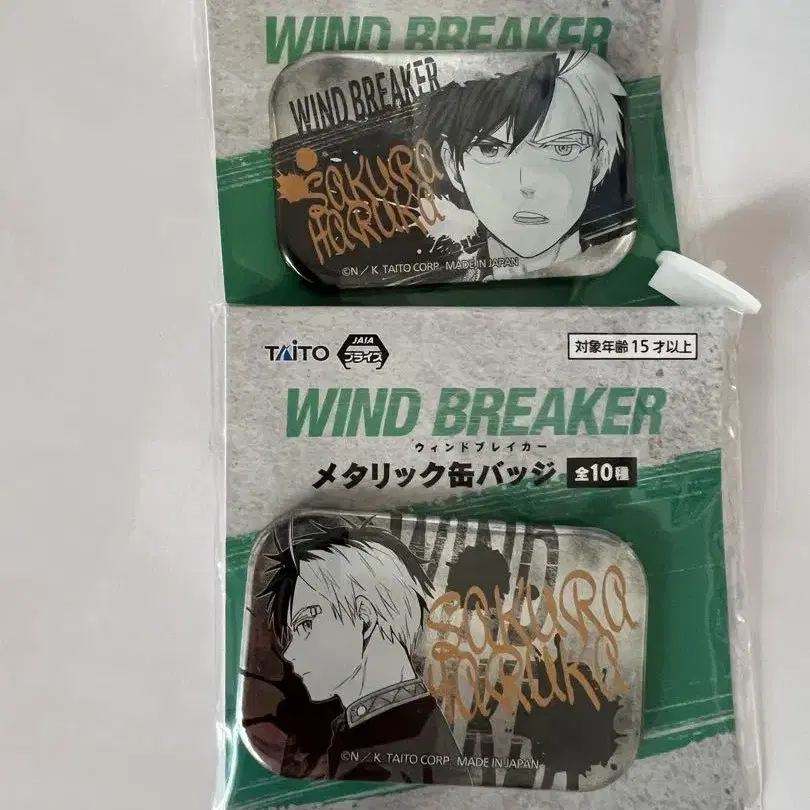 WIND BREAKER
WIND BREAKER
SAKURA
HARUKA
©N/K TAITO CORP. MADE IN JAPAN
TAITO
JAIA
プライズ
対象年齢15才以上
WIND BREAKER
ウィンドブレイカー
メタリック缶バッジ 全10種
WIND
SAKURA
HARUKA
©N/K TAITO CORP. MADE IN JAPAN